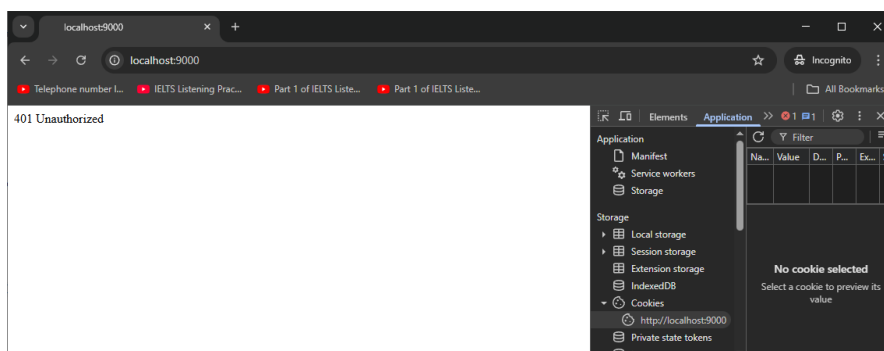 localhost:9000
localhost:9000
Incognito
Telephone number l...
IELTS Listening Prac...
Part 1 of IELTS Liste...
Part 1 of IELTS Liste...
All Bookmarks
401 Unauthorized
Elements Application 1 1
Application
Manifest
Service workers
Storage
Storage
Local storage
Session storage
Extension storage
IndexedDB
Cookies
http://localhost:9000
Private state tokens
Filter
Na... Value D... P... Ex...
No cookie selected
Select a cookie to preview its
value